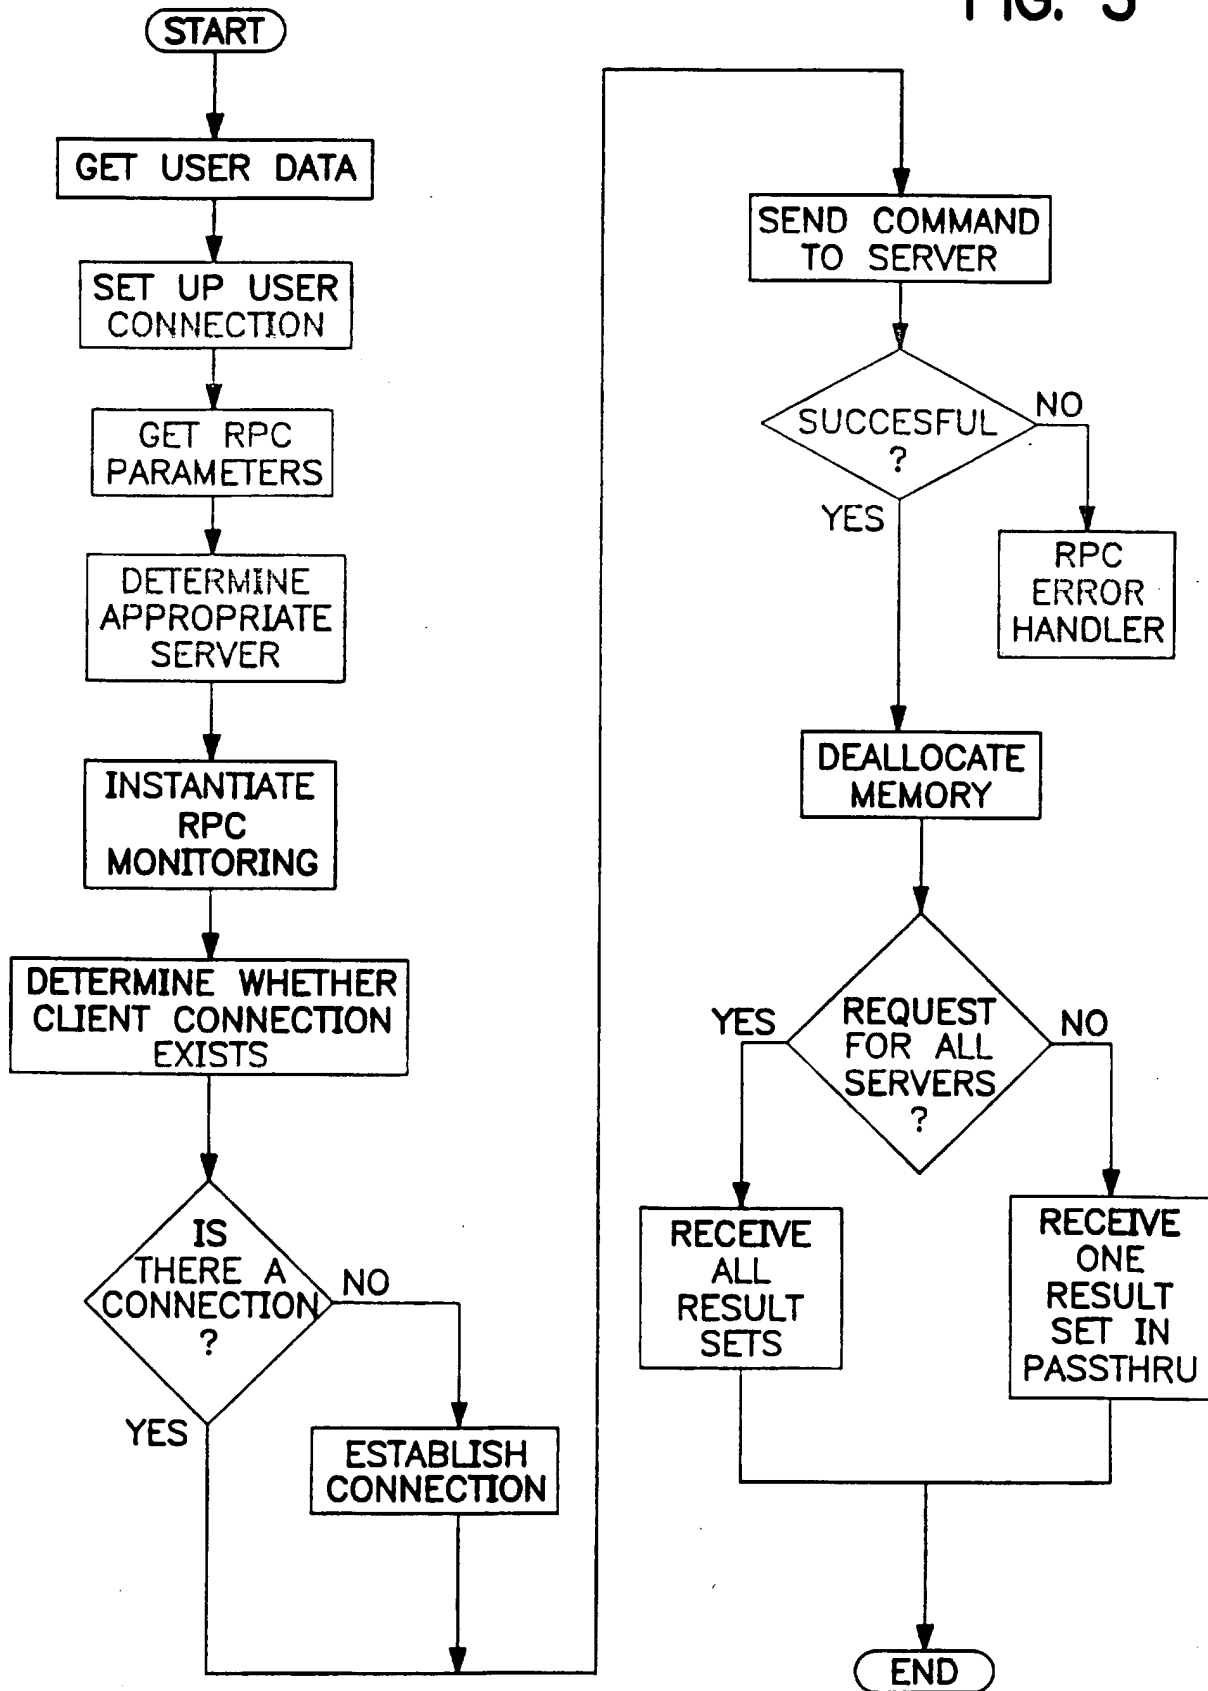 FIG. 3
START
GET USER DATA
SET UP USER
CONNECTION
GET RPC
PARAMETERS
DETERMINE
APPROPRIATE
SERVER
INSTANTIATE
RPC
MONITORING
DETERMINE WHETHER
CLIENT CONNECTION
EXISTS
IS
THERE A
CONNECTION
?
NO
YES
ESTABLISH
CONNECTION
SEND COMMAND
TO SERVER
SUCCESFUL
?
NO
YES
RPC
ERROR
HANDLER
DEALLOCATE
MEMORY
REQUEST
FOR ALL
SERVERS
?
YES
NO
RECEIVE
ALL
RESULT
SETS
RECEIVE
ONE
RESULT
SET IN
PASSTHRU
END